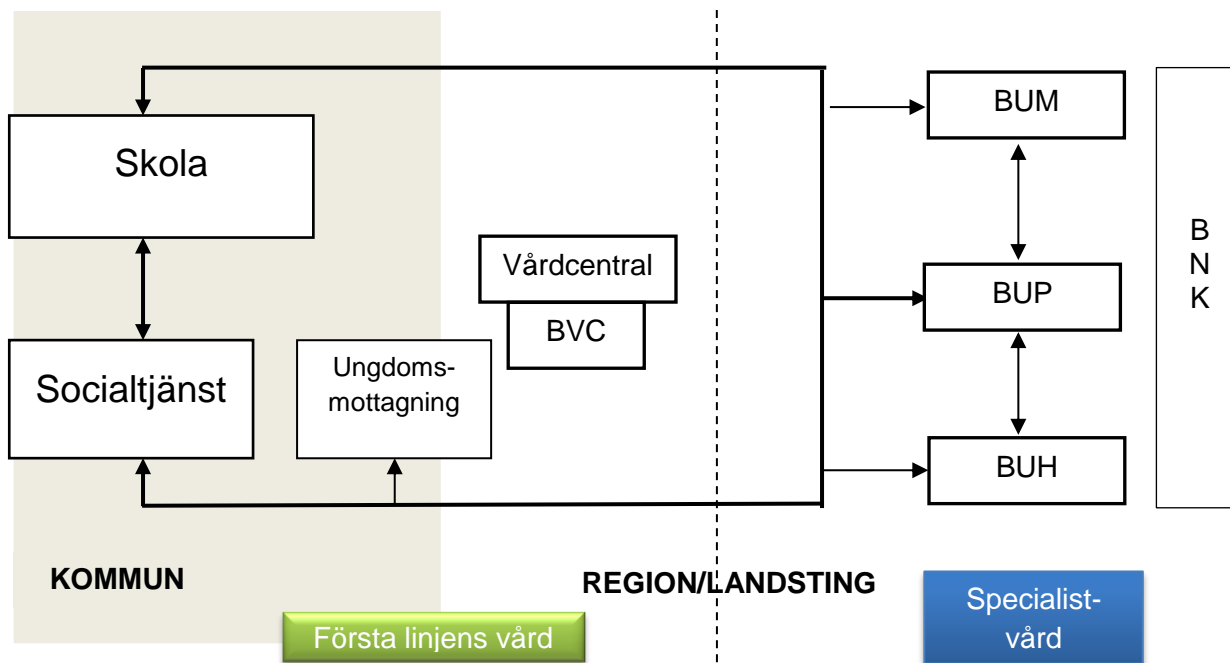 Skola
BUM
Vårdcentral
BVC
BUP
B
N
K
Socialtjänst
Ungdoms-
mottagning
BUH
KOMMUN
REGION/LANDSTING
Första linjens vård
Specialist-
vård